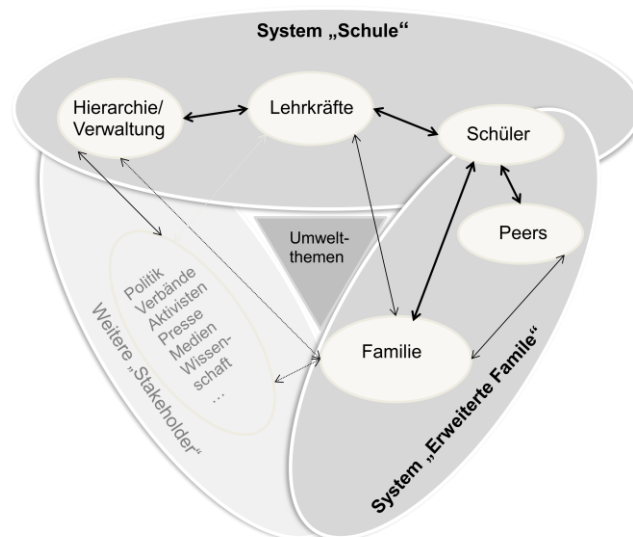 System „Schule“
Hierarchie/
Verwaltung
Lehrkräfte
Schüler
Peers
Umwelt-
themen
Politik
Verbände
Aktivisten
Presse
Medien
Wissen-
schaft
…
Weitere „Stakeholder“
Familie
System „Erweiterte Famile“